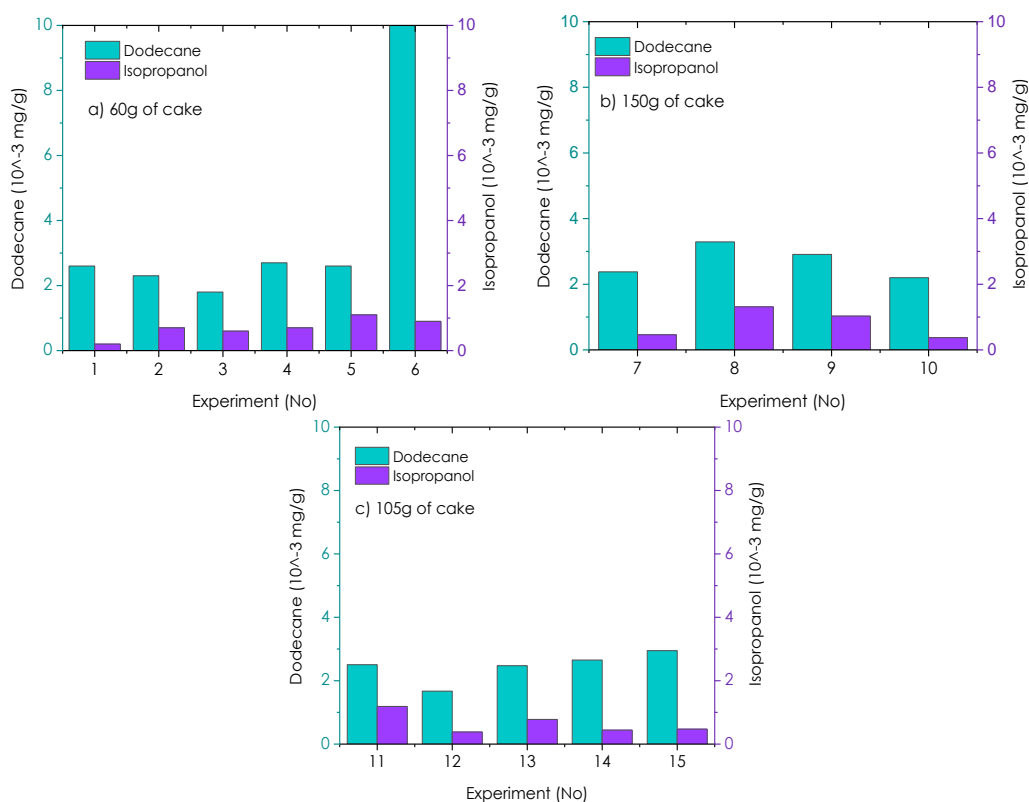 Dodecane
Isopropanol
a) 60g of cake
10
8
6
4
2
0
10
8
6
4
2
0
1 2 3 4 5 6
Dodecane (10^-3 mg/g)
Isopropanol (10^-3 mg/g)
Experiment (No)
Dodecane
Isopropanol
b) 150g of cake
10
8
6
4
2
0
10
8
6
4
2
0
7 8 9 10
Dodecane (10^-3 mg/g)
Isopropanol (10^-3 mg/g)
Experiment (No)
Dodecane
Isopropanol
c) 105g of cake
10
8
6
4
2
0
10
8
6
4
2
0
11 12 13 14 15
Dodecane (10^-3 mg/g)
Isopropanol (10^-3 mg/g)
Experiment (No)